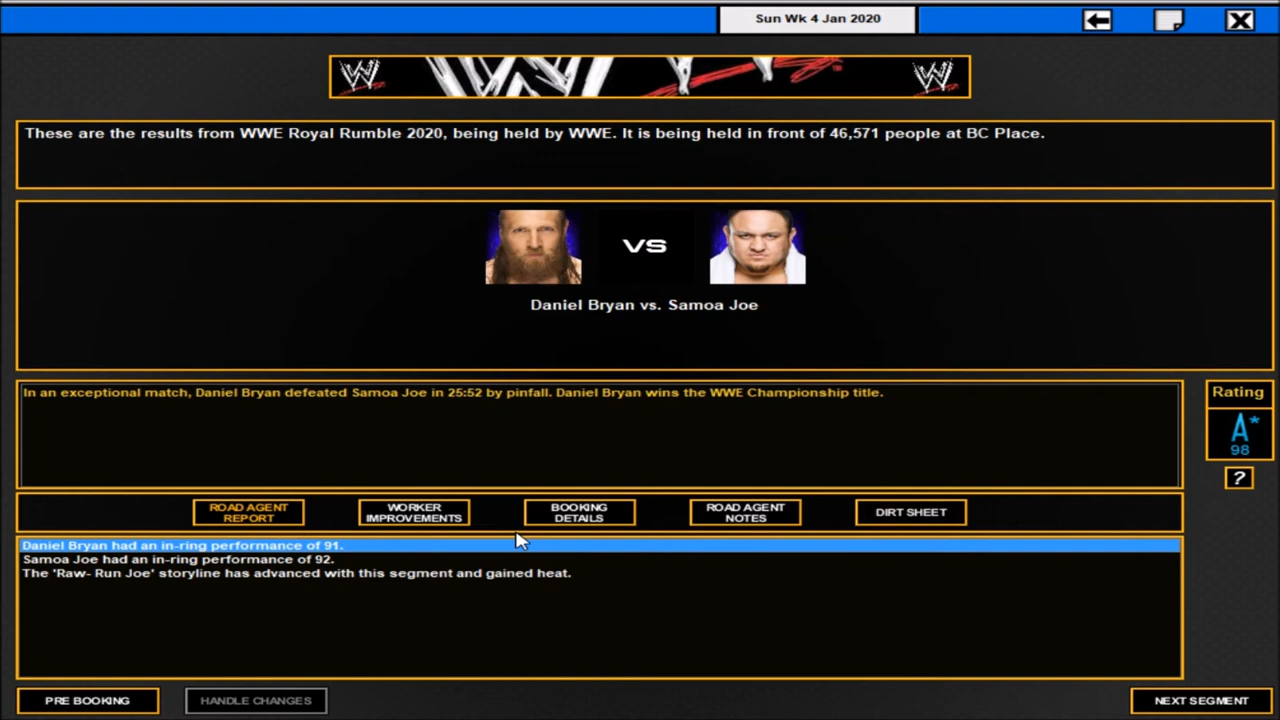 Sun Wk 4 Jan 2020
These are the results from WWE Royal Rumble 2020, being held by WWE. It is being held in front of 46,571 people at BC Place.
VS
Daniel Bryan vs. Samoa Joe
In an exceptional match, Daniel Bryan defeated Samoa Joe in 25:52 by pinfall. Daniel Bryan wins the WWE Championship title.
Rating
A*
98
?
ROAD AGENT
REPORT
WORKER
IMPROVEMENTS
BOOKING
DETAILS
ROAD AGENT
NOTES
DIRT SHEET
Daniel Bryan had an in-ring performance of 91.
Samoa Joe had an in-ring performance of 92.
The 'Raw- Run Joe' storyline has advanced with this segment and gained heat.
PRE BOOKING
HANDLE CHANGES
NEXT SEGMENT